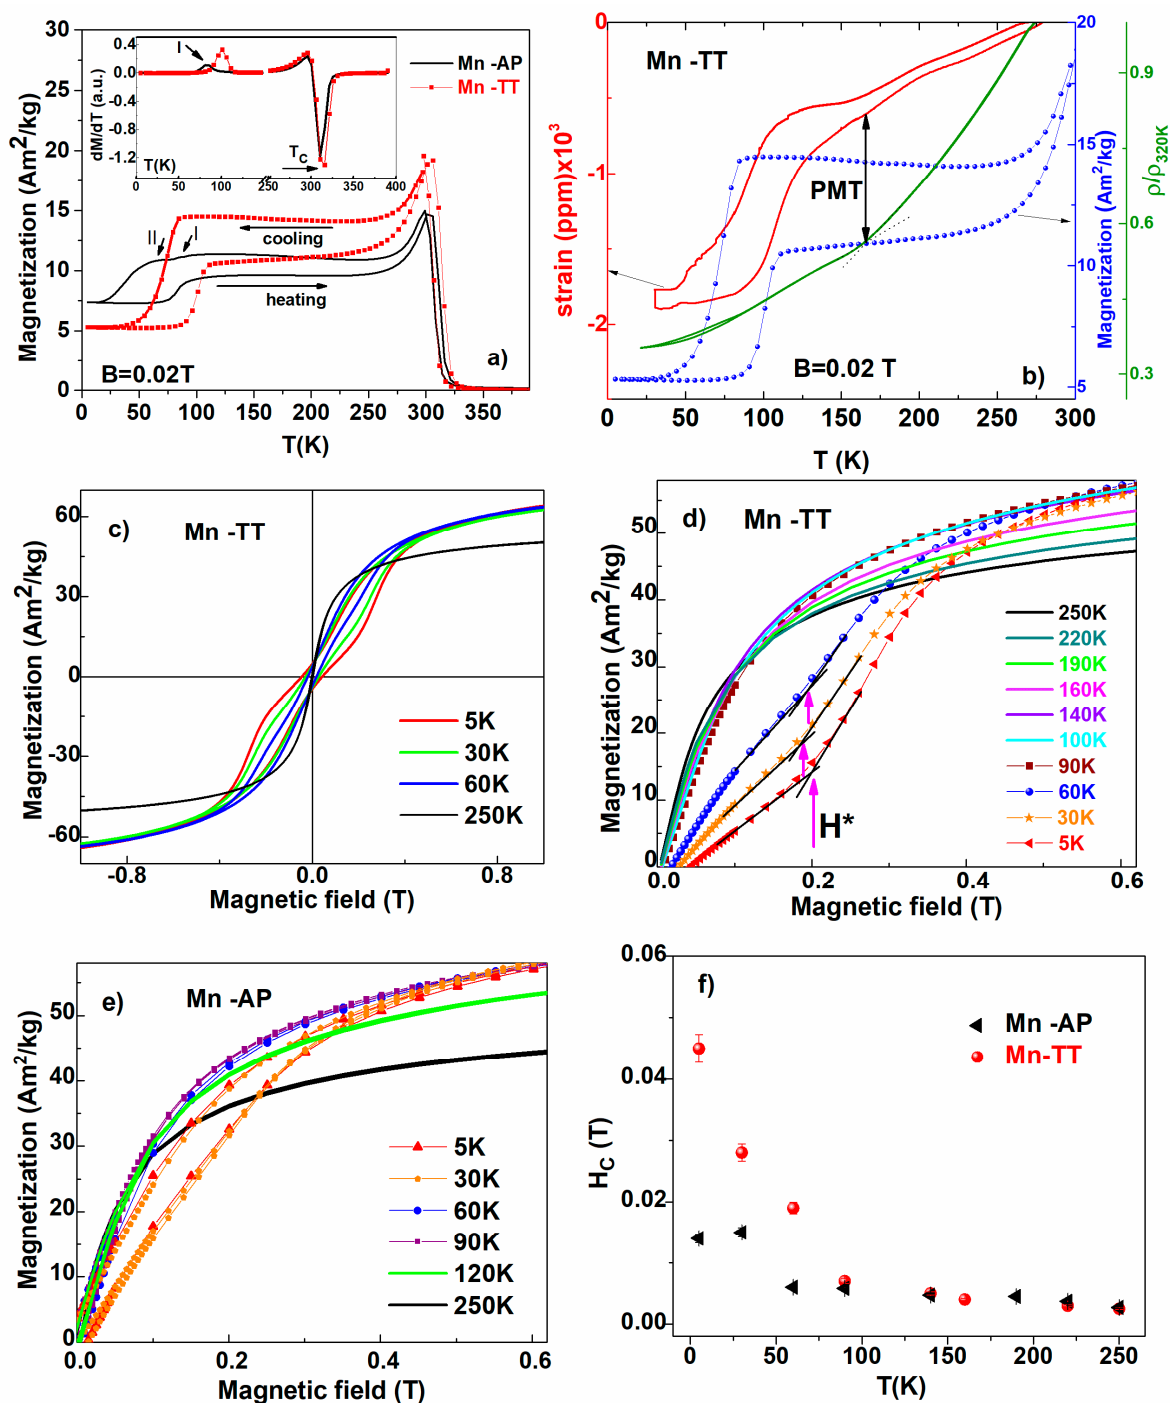 30
25
20
15
10
5
0
Magnetization (Am²/kg)
0 50 100 150 200 250 300 350
T(K)
0.4
0.0
-0.4
-0.8
-1.2
dM/dT (a.u.)
T(K)
0 50 100 250 300 350 400
I
T_C
Mn -AP
Mn -TT
II
I
cooling
heating
B=0.02T
a)
0
-1
-2
strain (ppm)x10³
Mn -TT
PMT
B=0.02 T
b)
0 50 100 150 200 250 300
T (K)
20
15
10
5
Magnetization (Am²/kg)
0.9
0.6
0.3
ρ/ρ320K
c)
Mn -TT
60
30
0
-30
-60
Magnetization (Am²/kg)
5K
30K
60K
250K
-0.8 0.0 0.8
Magnetic field (T)
d)
Mn -TT
50
40
30
20
10
0
Magnetization (Am²/kg)
250K
220K
190K
160K
140K
100K
90K
60K
30K
5K
H*
0.0 0.2 0.4 0.6
Magnetic field (T)
e)
Mn -AP
50
40
30
20
10
0
Magnetization (Am²/kg)
5K
30K
60K
90K
120K
250K
0.0 0.2 0.4 0.6
Magnetic field (T)
f)
0.06
0.04
0.02
0.00
H_C (T)
Mn -AP
Mn-TT
0 50 100 150 200 250
T(K)